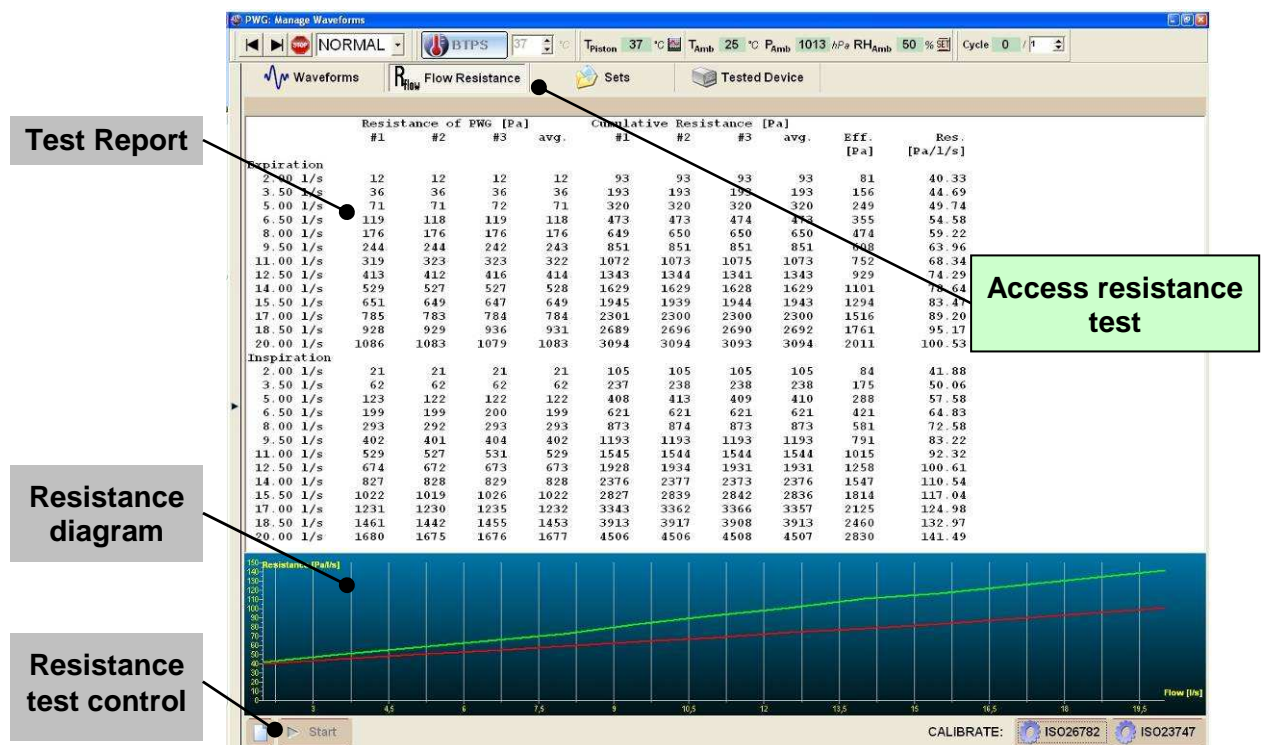 PWG: Manage Waveforms
STOP NORMAL BTPS 37 °C TPiston 37 °C TAmb 25 °C PAmb 1013 hPa RHAmb 50 % SET Cycle 0 / 1
Waveforms Rflow Flow Resistance Sets Tested Device
Resistance of PWG [Pa] Cumulative Resistance [Pa]
#1 #2 #3 avg. #1 #2 #3 avg. Eff. Res.
[Pa] [Pa/l/s]
Expiration
2.00 l/s 12 12 12 12 93 93 93 93 81 40.33
3.50 l/s 36 36 36 36 193 193 193 193 156 44.69
5.00 l/s 71 71 72 71 320 320 320 320 249 49.74
6.50 l/s 119 118 119 118 473 473 474 473 355 54.58
8.00 l/s 176 176 176 176 649 650 650 650 474 59.22
9.50 l/s 244 244 242 243 851 851 851 851 608 63.96
11.00 l/s 319 323 323 322 1072 1073 1075 1073 752 68.34
12.50 l/s 413 412 416 414 1343 1344 1341 1343 929 74.29
14.00 l/s 529 527 527 528 1629 1629 1628 1629 1101 78.64
15.50 l/s 651 649 647 649 1945 1939 1944 1943 1294 83.47
17.00 l/s 785 783 784 784 2301 2300 2300 2300 1516 89.20
18.50 l/s 928 929 936 931 2689 2696 2690 2692 1761 95.17
20.00 l/s 1086 1083 1079 1083 3094 3094 3093 3094 2011 100.53
Inspiration
2.00 l/s 21 21 21 21 105 105 105 105 84 41.88
3.50 l/s 62 62 62 62 237 238 238 238 175 50.06
5.00 l/s 123 122 122 122 408 413 409 410 288 57.58
6.50 l/s 199 199 200 199 621 621 621 621 421 64.83
8.00 l/s 293 292 293 293 873 874 873 873 581 72.58
9.50 l/s 402 401 404 402 1193 1193 1193 1193 791 83.22
11.00 l/s 529 527 531 529 1545 1544 1544 1544 1015 92.32
12.50 l/s 674 672 673 673 1928 1934 1931 1931 1258 100.61
14.00 l/s 827 828 829 828 2376 2377 2373 2376 1547 110.54
15.50 l/s 1022 1019 1026 1022 2827 2839 2842 2836 1814 117.04
17.00 l/s 1231 1230 1235 1232 3343 3362 3366 3357 2125 124.98
18.50 l/s 1461 1442 1455 1453 3913 3917 3908 3913 2460 132.97
20.00 l/s 1680 1675 1676 1677 4506 4506 4508 4507 2830 141.49
Test Report
Access resistance
test
Resistance
diagram
Resistance [Pa/l/s]
150
140
130
120
110
100
90
80
70
60
50
40
30
20
10
0
3 4,5 6 7,5 9 10,5 12 13,5 15 16,5 18 19,5
Flow [l/s]
Resistance
test control
Start CALIBRATE: ISO26782 ISO23747